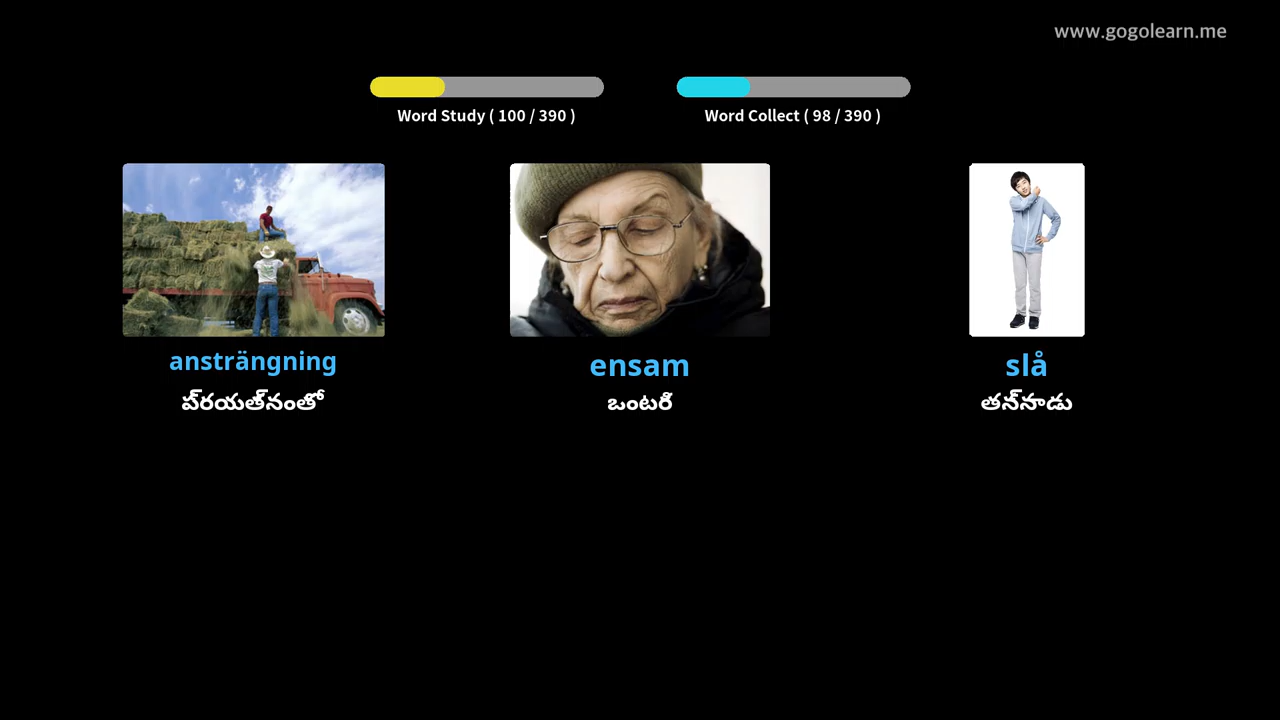 www.gogolearn.me
Word Study ( 100 / 390 )
Word Collect ( 98 / 390 )
ansträngning
ensam
slå
ప్రయత్నంతో
ఒంటరి
తన్నాడు